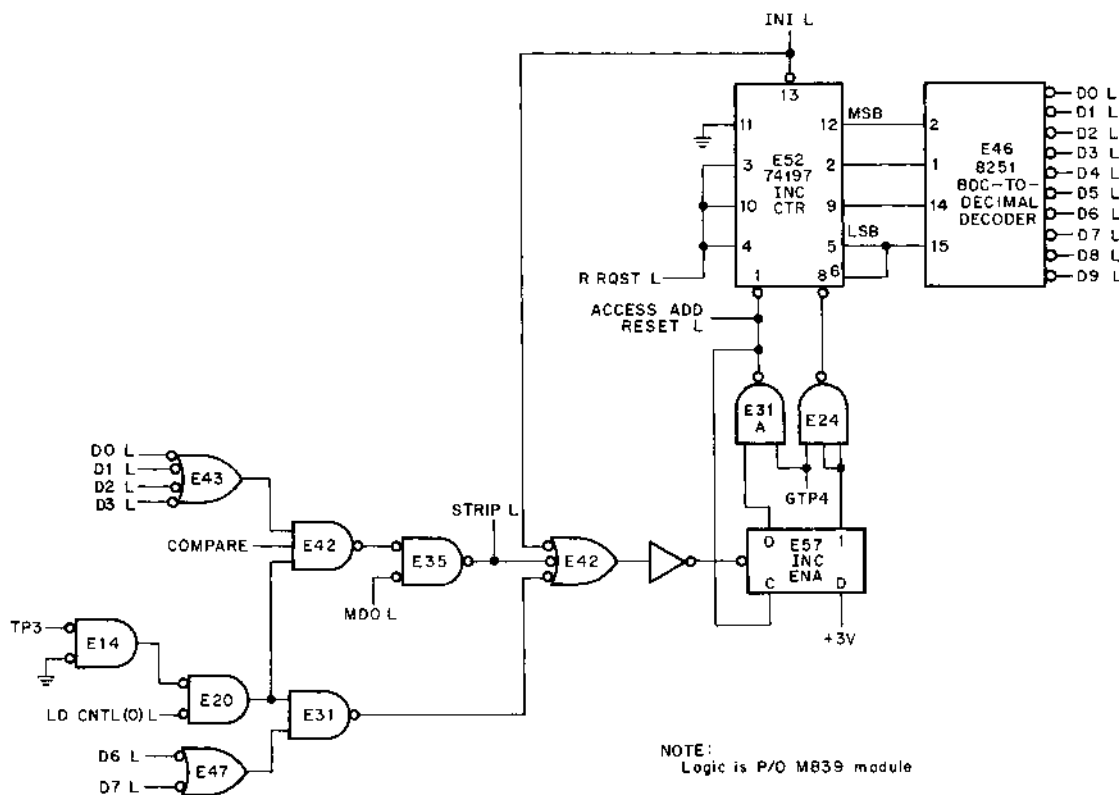 INI L
13
11
12
MSB
2
D0 L
D1 L
D2 L
D3 L
D4 L
D5 L
D6 L
D7 L
D8 L
D9 L
E52
74197
INC
CTR
E46
8251
BDC-TO-
DECIMAL
DECODER
3
2
1
10
9
14
4
LSB
5
15
R RQST L
1
8
6
ACCESS ADD
RESET L
E31
A
E24
GTP4
D0 L
D1 L
D2 L
D3 L
E43
STRIP L
COMPARE
E42
E35
E42
0
E57
1
INC
ENA
C
D
MD0 L
+3V
TP3
E14
E20
LD CNTL(0) L
E31
D6 L
D7 L
E47
NOTE:
Logic is P/O M839 module